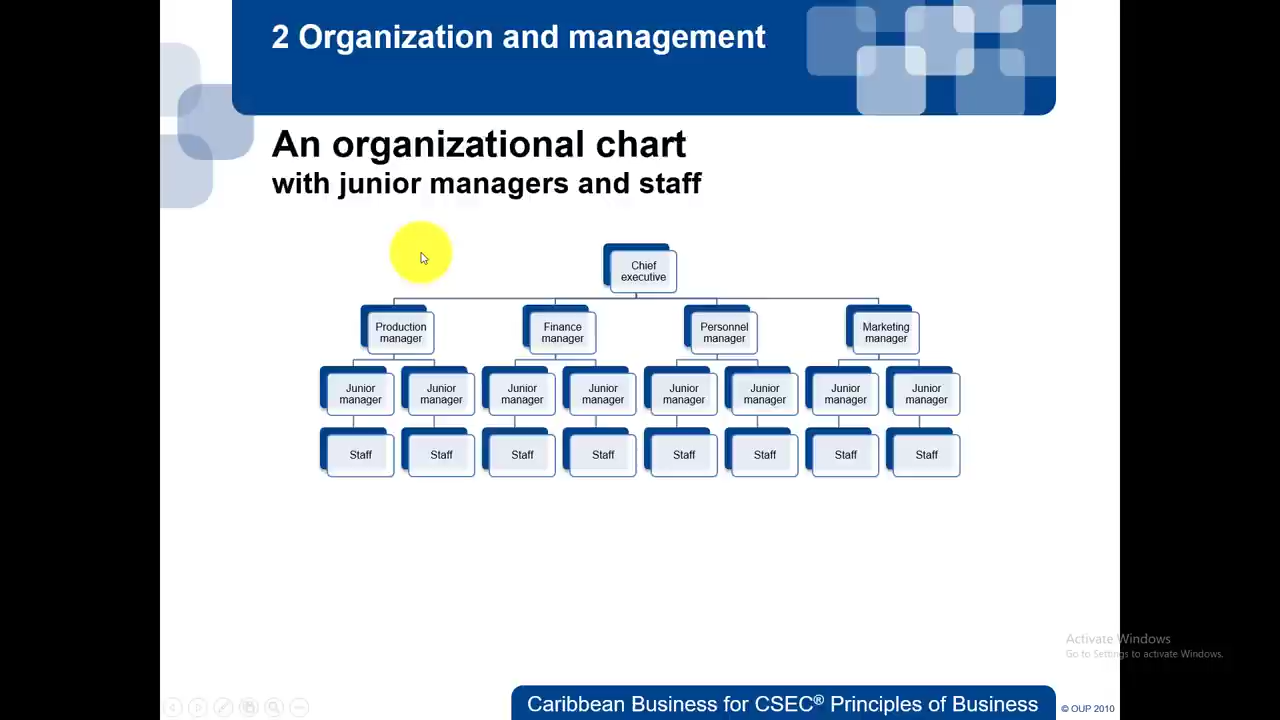 2 Organization and management
An organizational chart
with junior managers and staff
Chief
executive
Production
manager
Finance
manager
Personnel
manager
Marketing
manager
Junior
manager
Junior
manager
Junior
manager
Junior
manager
Junior
manager
Junior
manager
Junior
manager
Junior
manager
Staff
Staff
Staff
Staff
Staff
Staff
Staff
Staff
Activate Windows
Go to Settings to activate Windows.
Caribbean Business for CSEC® Principles of Business
© OUP 2010